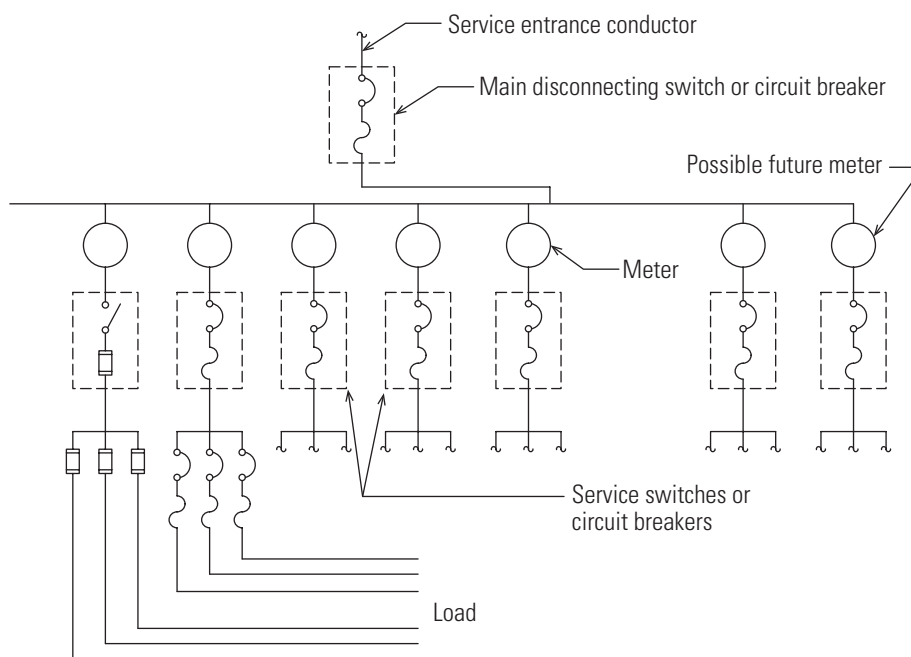 Service entrance conductor
Main disconnecting switch or circuit breaker
Possible future meter
Meter
Service switches or
circuit breakers
Load